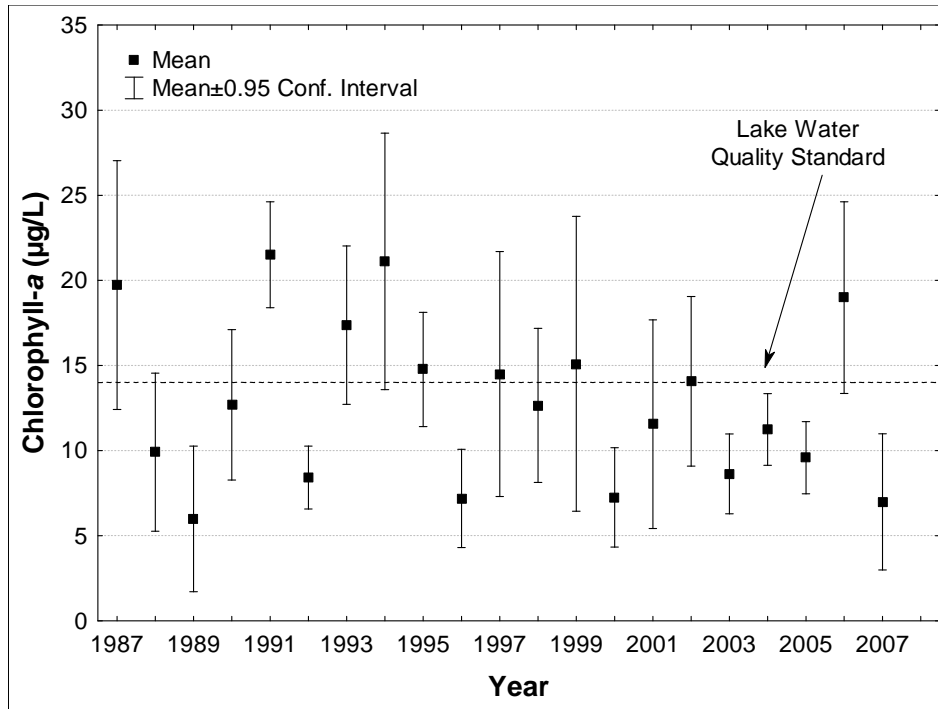 35
30
25
20
15
10
5
0
Chlorophyll-a (µg/L)
Mean
Mean±0.95 Conf. Interval
Lake Water
Quality Standard
1987 1989 1991 1993 1995 1997 1999 2001 2003 2005 2007
Year